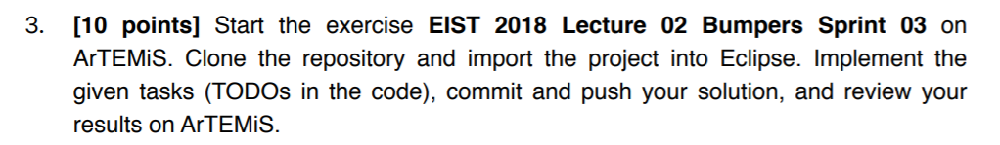 3. [10 points] Start the exercise EIST 2018 Lecture 02 Bumpers Sprint 03 on
ArTEMiS. Clone the repository and import the project into Eclipse. Implement the
given tasks (TODOs in the code), commit and push your solution, and review your
results on ArTEMiS.